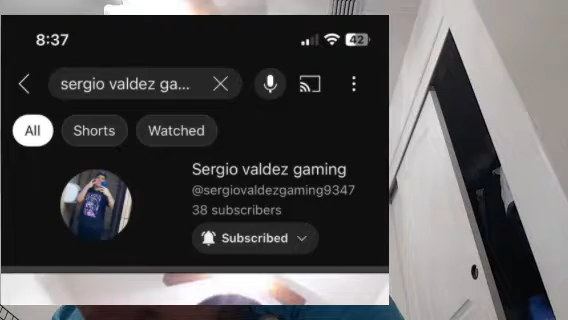 8:37
42
sergio valdez ga...
All
Shorts
Watched
Sergio valdez gaming
@sergiovaldezgaming9347
38 subscribers
Subscribed